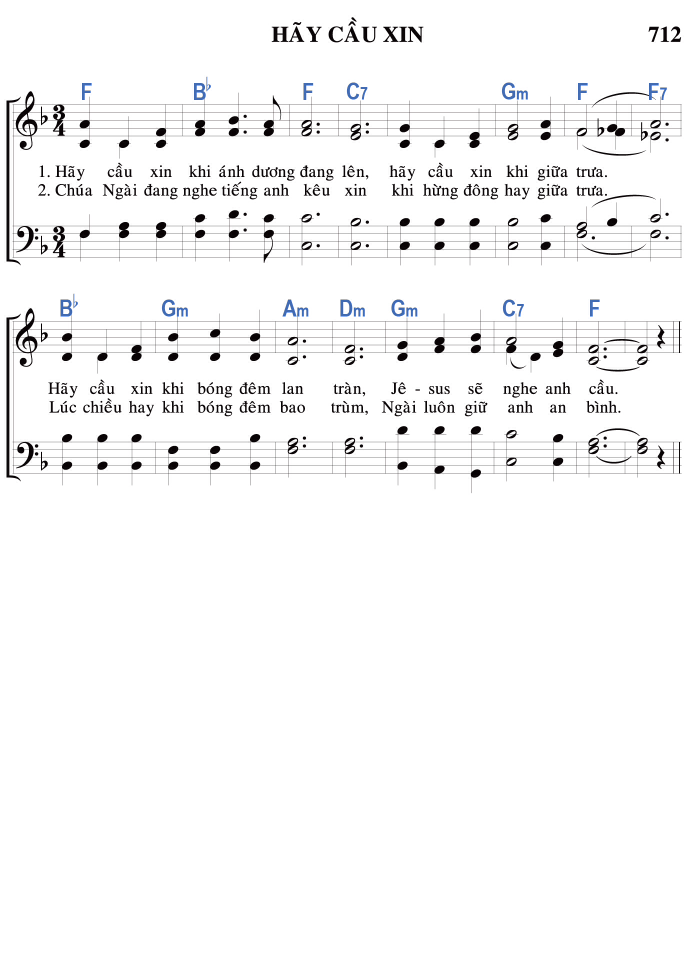 HÃY CẦU XIN 712
F B♭ F C7 Gm F F7
3
4
1. Hãy cầu xin khi ánh dương đang lên, hãy cầu xin khi giữa trưa.
2. Chúa Ngài đang nghe tiếng anh kêu xin khi hừng đông hay giữa trưa.
3
4
B♭ Gm Am Dm Gm C7 F
Hãy cầu xin khi bóng đêm lan tràn, Jê - sus sẽ nghe anh cầu.
Lúc chiều hay khi bóng đêm bao trùm, Ngài luôn giữ anh an bình.